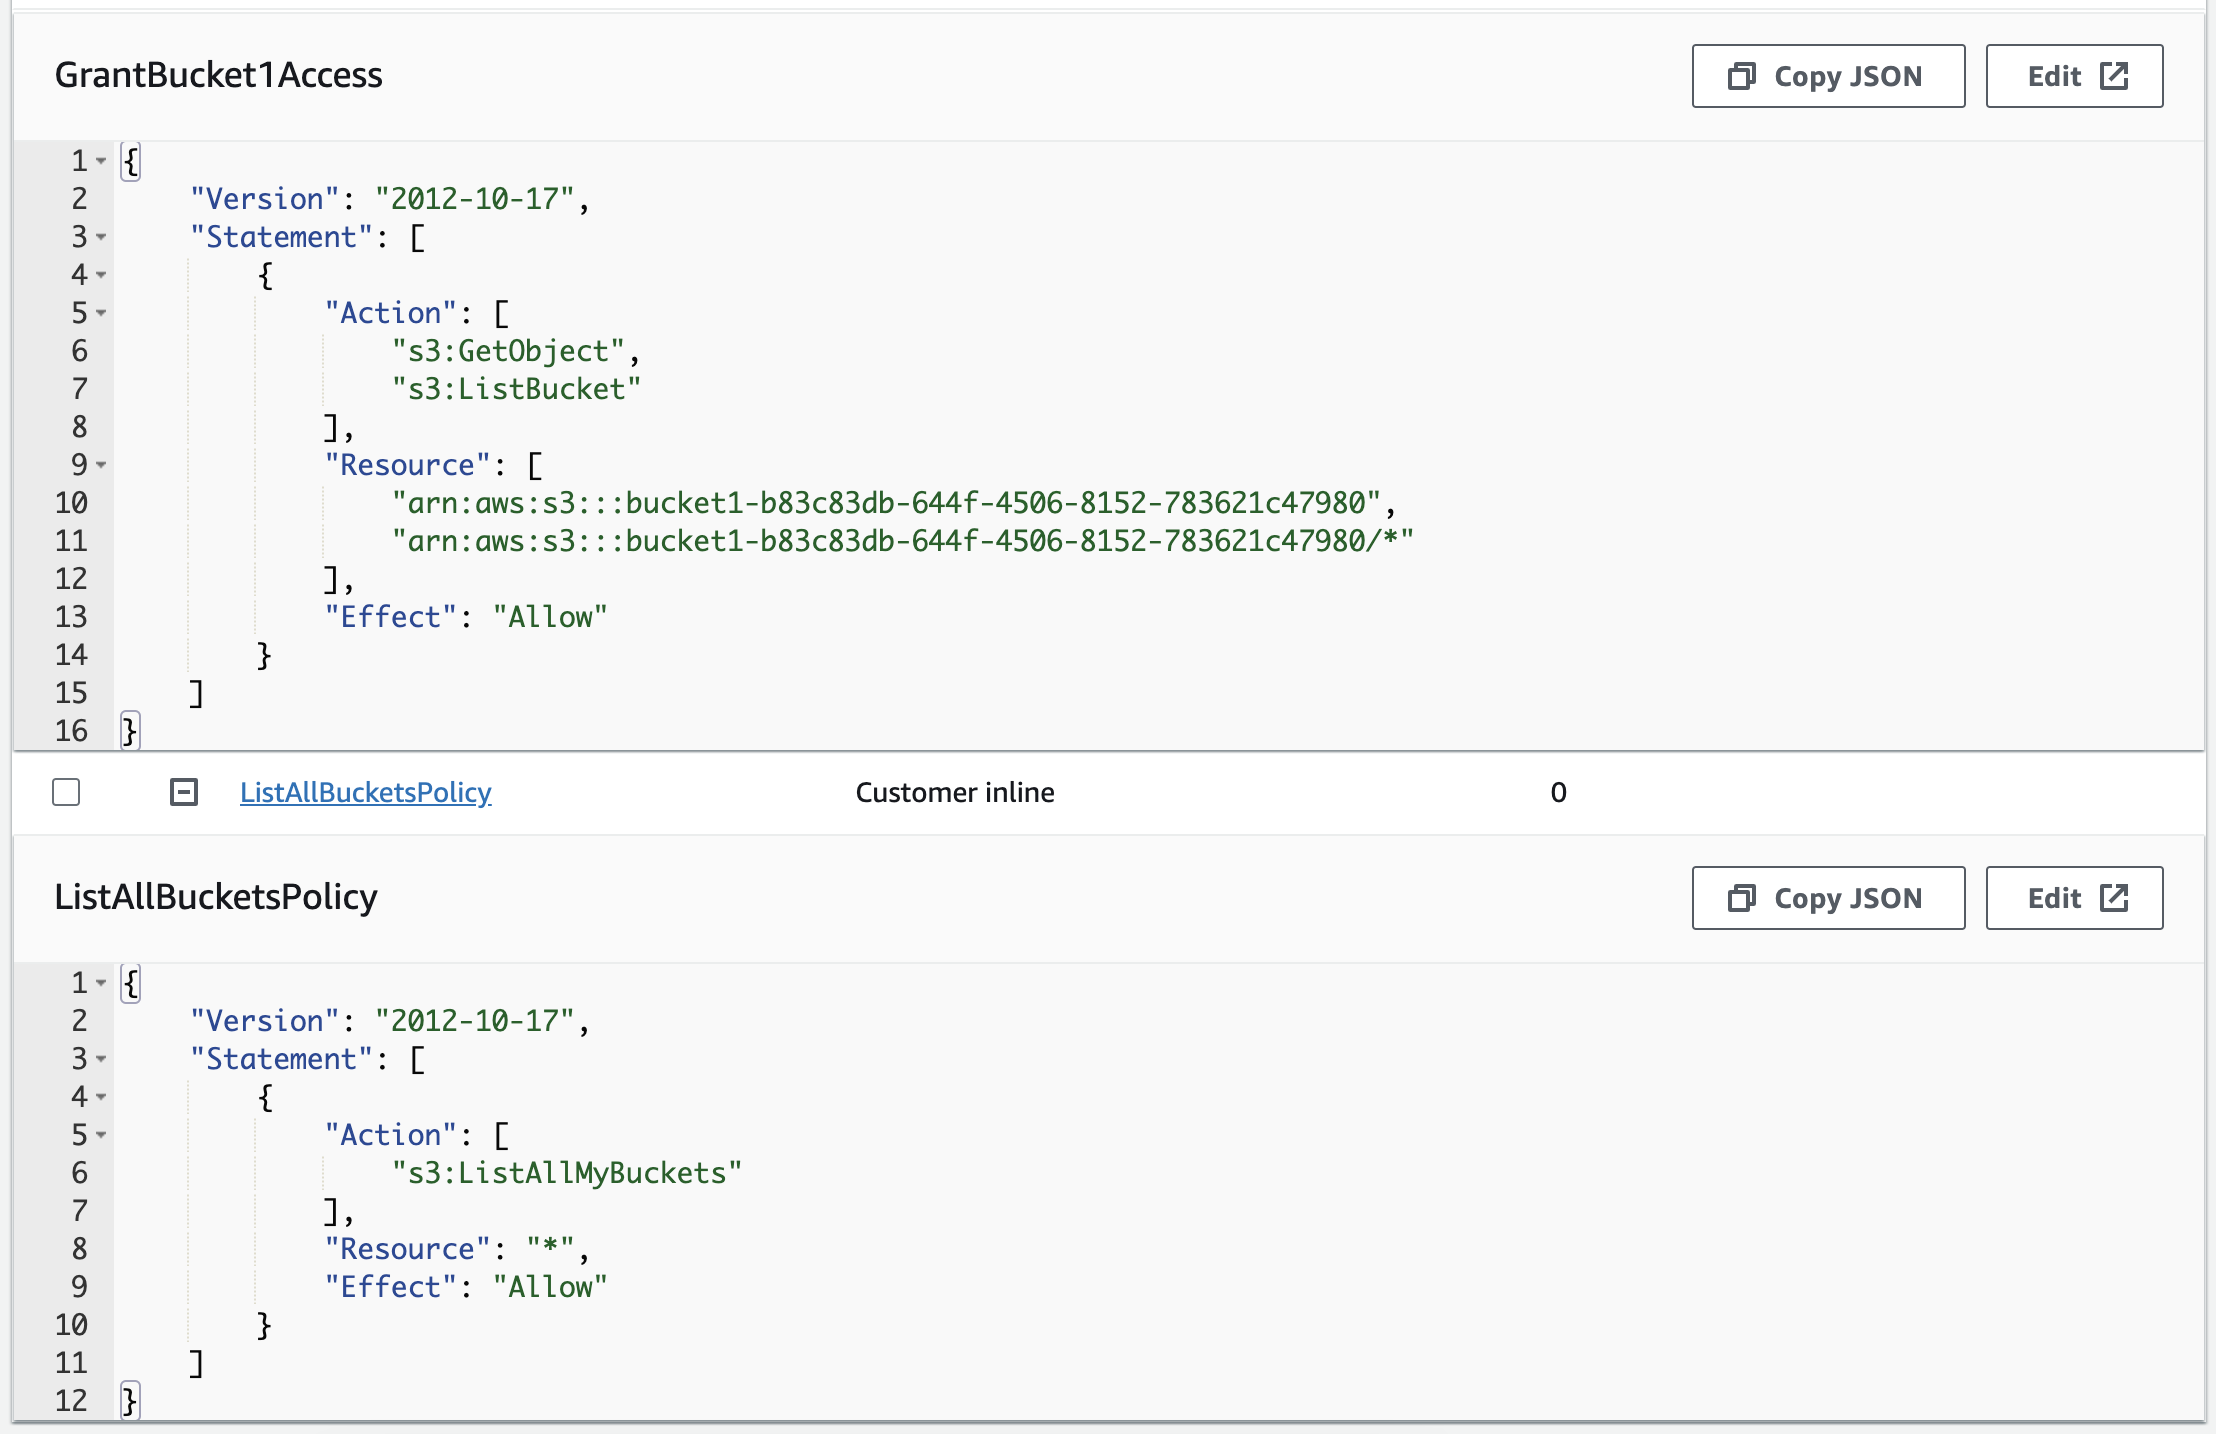 GrantBucket1Access Copy JSON Edit
1 {
2     "Version": "2012-10-17",
3     "Statement": [
4         {
5             "Action": [
6                 "s3:GetObject",
7                 "s3:ListBucket"
8             ],
9             "Resource": [
10                 "arn:aws:s3:::bucket1-b83c83db-644f-4506-8152-783621c47980",
11                 "arn:aws:s3:::bucket1-b83c83db-644f-4506-8152-783621c47980/*"
12             ],
13             "Effect": "Allow"
14         }
15     ]
16 }
ListAllBucketsPolicy Customer inline 0
ListAllBucketsPolicy Copy JSON Edit
1 {
2     "Version": "2012-10-17",
3     "Statement": [
4         {
5             "Action": [
6                 "s3:ListAllMyBuckets"
7             ],
8             "Resource": "*",
9             "Effect": "Allow"
10         }
11     ]
12 }